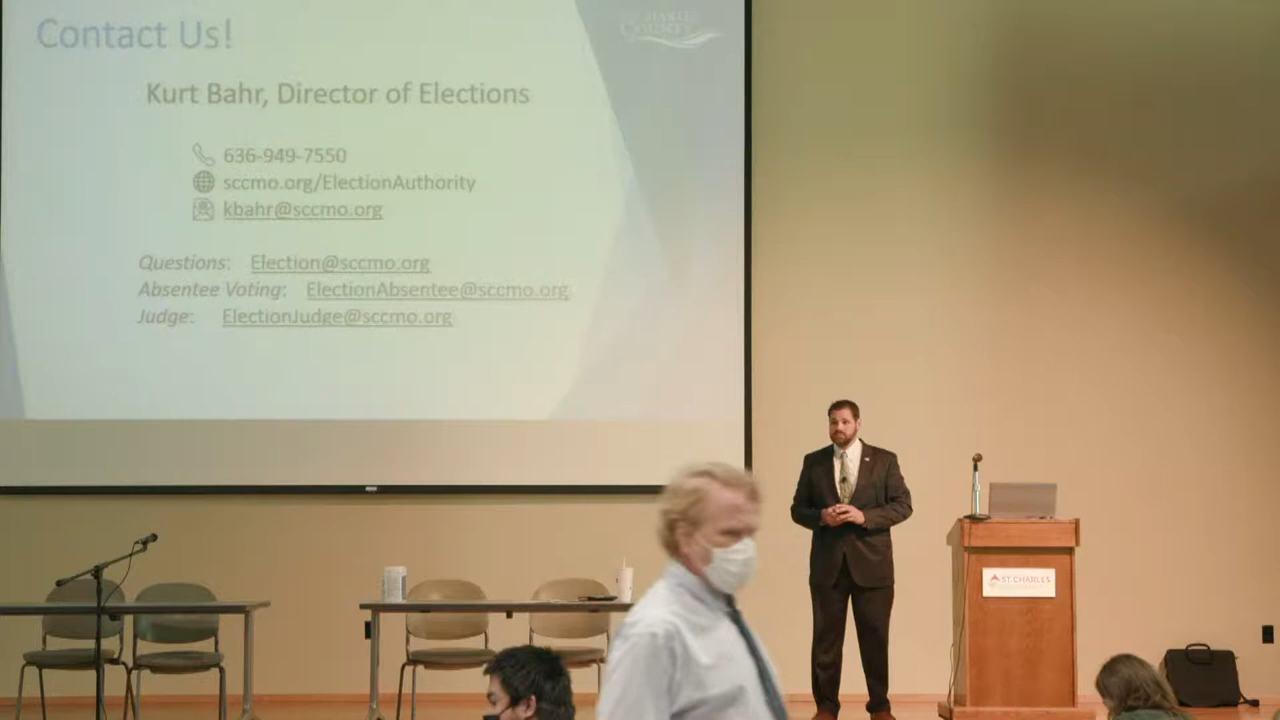 Contact Us!
COUNTY
Kurt Bahr, Director of Elections
636-949-7550
sccmo.org/ElectionAuthority
kbahr@sccmo.org
Questions: Election@sccmo.org
Absentee Voting: ElectionAbsentee@sccmo.org
Judge: ElectionJudge@sccmo.org
ST CHARLES